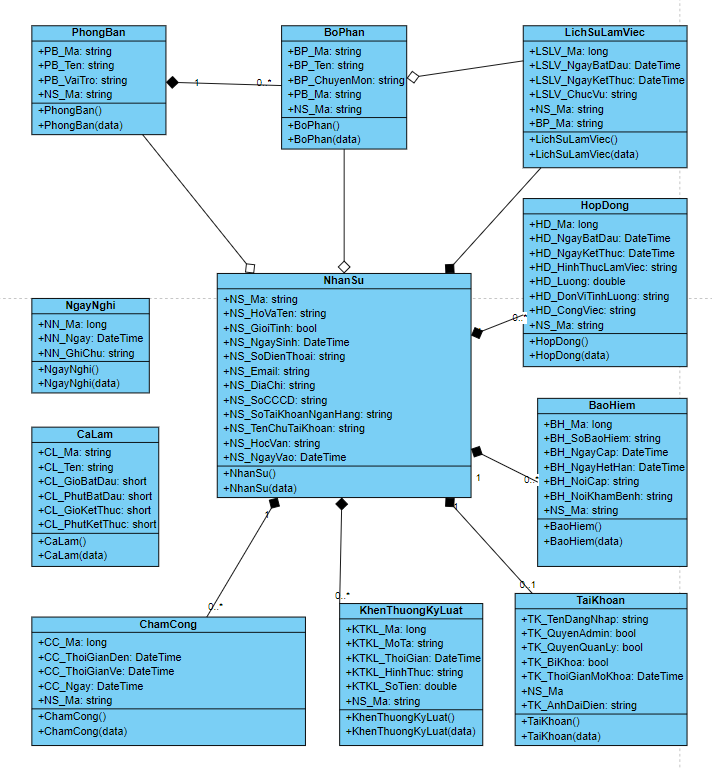 PhongBan
+PB_Ma: string
+PB_Ten: string
+PB_VaiTro: string
+NS_Ma: string
+PhongBan()
+PhongBan(data)
1
0..*
BoPhan
+BP_Ma: string
+BP_Ten: string
+BP_ChuyenMon: string
+PB_Ma: string
+NS_Ma: string
+BoPhan()
+BoPhan(data)
LichSuLamViec
+LSLV_Ma: long
+LSLV_NgayBatDau: DateTime
+LSLV_NgayKetThuc: DateTime
+LSLV_ChucVu: string
+NS_Ma: string
+BP_Ma: string
+LichSuLamViec()
+LichSuLamViec(data)
HopDong
+HD_Ma: long
+HD_NgayBatDau: DateTime
+HD_NgayKetThuc: DateTime
+HD_HinhThucLamViec: string
+HD_Luong: double
+HD_DonViTinhLuong: string
+HD_CongViec: string
+NS_Ma: string
+HopDong()
+HopDong(data)
0..*
NhanSu
+NS_Ma: string
+NS_HoVaTen: string
+NS_GioiTinh: bool
+NS_NgaySinh: DateTime
+NS_SoDienThoai: string
+NS_Email: string
+NS_DiaChi: string
+NS_SoCCCD: string
+NS_SoTaiKhoanNganHang: string
+NS_TenChuTaiKhoan: string
+NS_HocVan: string
+NS_NgayVao: DateTime
+NhanSu()
+NhanSu(data)
NgayNghi
+NN_Ma: long
+NN_Ngay: DateTime
+NN_GhiChu: string
+NgayNghi()
+NgayNghi(data)
CaLam
+CL_Ma: string
+CL_Ten: string
+CL_GioBatDau: short
+CL_PhutBatDau: short
+CL_GioKetThuc: short
+CL_PhutKetThuc: short
+CaLam()
+CaLam(data)
BaoHiem
+BH_Ma: long
+BH_SoBaoHiem: string
+BH_NgayCap: DateTime
+BH_NgayHetHan: DateTime
+BH_NoiCap: string
+BH_NoiKhamBenh: string
+NS_Ma: string
+BaoHiem()
+BaoHiem(data)
1
0..*
1
0..*
0..*
1
0..1
ChamCong
+CC_Ma: long
+CC_ThoiGianDen: DateTime
+CC_ThoiGianVe: DateTime
+CC_Ngay: DateTime
+NS_Ma: string
+ChamCong()
+ChamCong(data)
KhenThuongKyLuat
+KTKL_Ma: long
+KTKL_MoTa: string
+KTKL_ThoiGian: DateTime
+KTKL_HinhThuc: string
+KTKL_SoTien: double
+NS_Ma: string
+KhenThuongKyLuat()
+KhenThuongKyLuat(data)
TaiKhoan
+TK_TenDangNhap: string
+TK_QuyenAdmin: bool
+TK_QuyenQuanLy: bool
+TK_BiKhoa: bool
+TK_ThoiGianMoKhoa: DateTime
+NS_Ma
+TK_AnhDaiDien: string
+TaiKhoan()
+TaiKhoan(data)